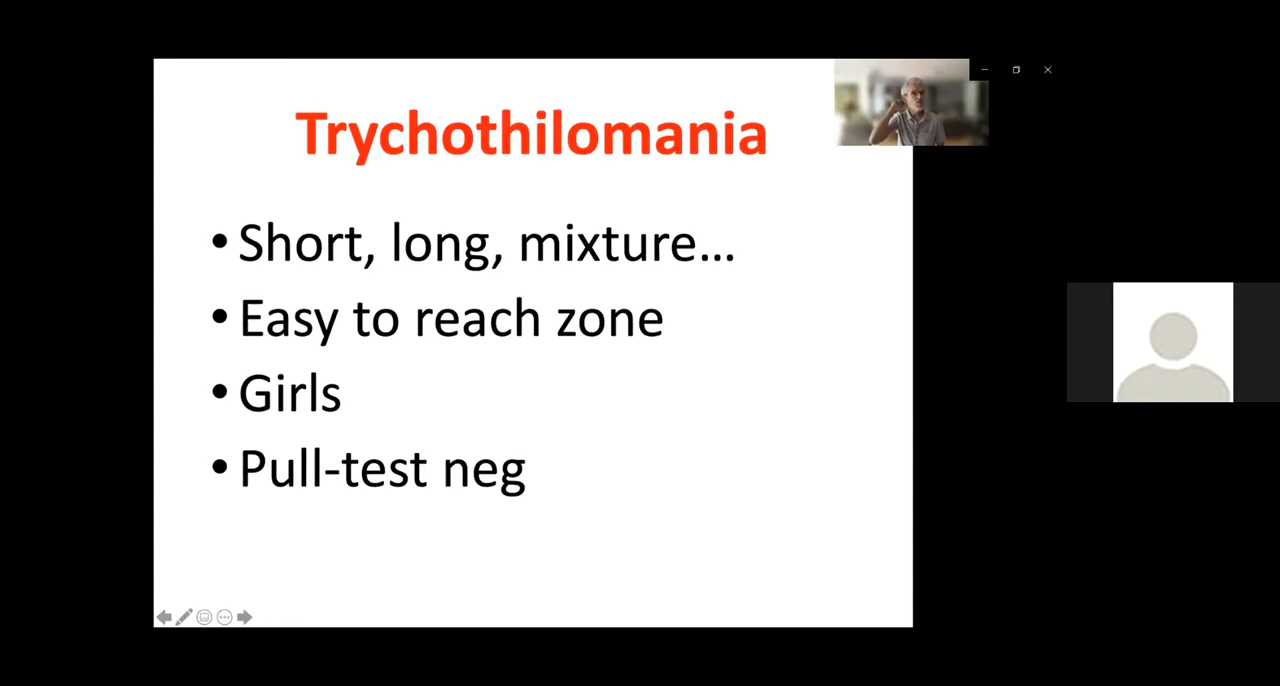 Trychothilomania
• Short, long, mixture...
• Easy to reach zone
• Girls
• Pull-test neg